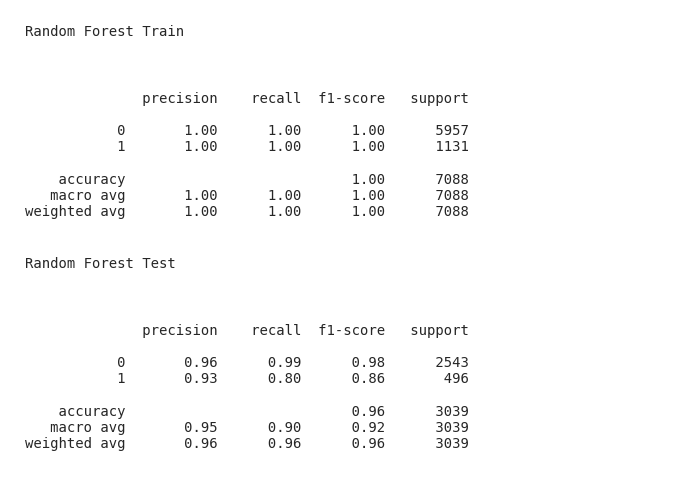 Random Forest Train
precision    recall  f1-score   support
0       1.00      1.00      1.00      5957
1       1.00      1.00      1.00      1131
accuracy                           1.00      7088
macro avg       1.00      1.00      1.00      7088
weighted avg       1.00      1.00      1.00      7088
Random Forest Test
precision    recall  f1-score   support
0       0.96      0.99      0.98      2543
1       0.93      0.80      0.86       496
accuracy                           0.96      3039
macro avg       0.95      0.90      0.92      3039
weighted avg       0.96      0.96      0.96      3039